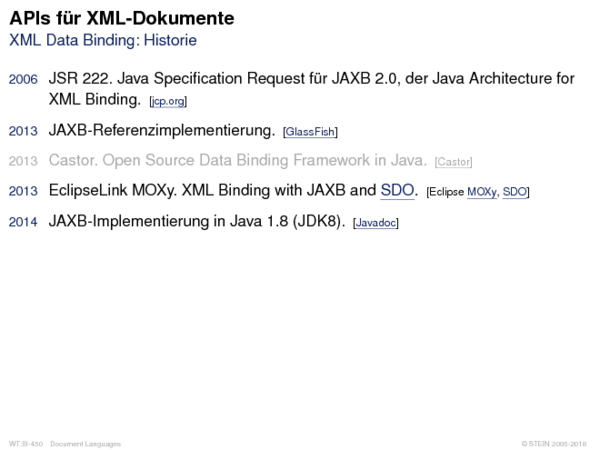 APIs für XML-Dokumente
XML Data Binding: Historie
2006 JSR 222. Java Specification Request für JAXB 2.0, der Java Architecture for
XML Binding. [jcp.org]
2013 JAXB-Referenzimplementierung. [GlassFish]
2013 Castor. Open Source Data Binding Framework in Java. [Castor]
2013 EclipseLink MOXy. XML Binding with JAXB and SDO. [Eclipse MOXy, SDO]
2014 JAXB-Implementierung in Java 1.8 (JDK8). [Javadoc]
WT:III-450 Document Languages © STEIN 2005-2018